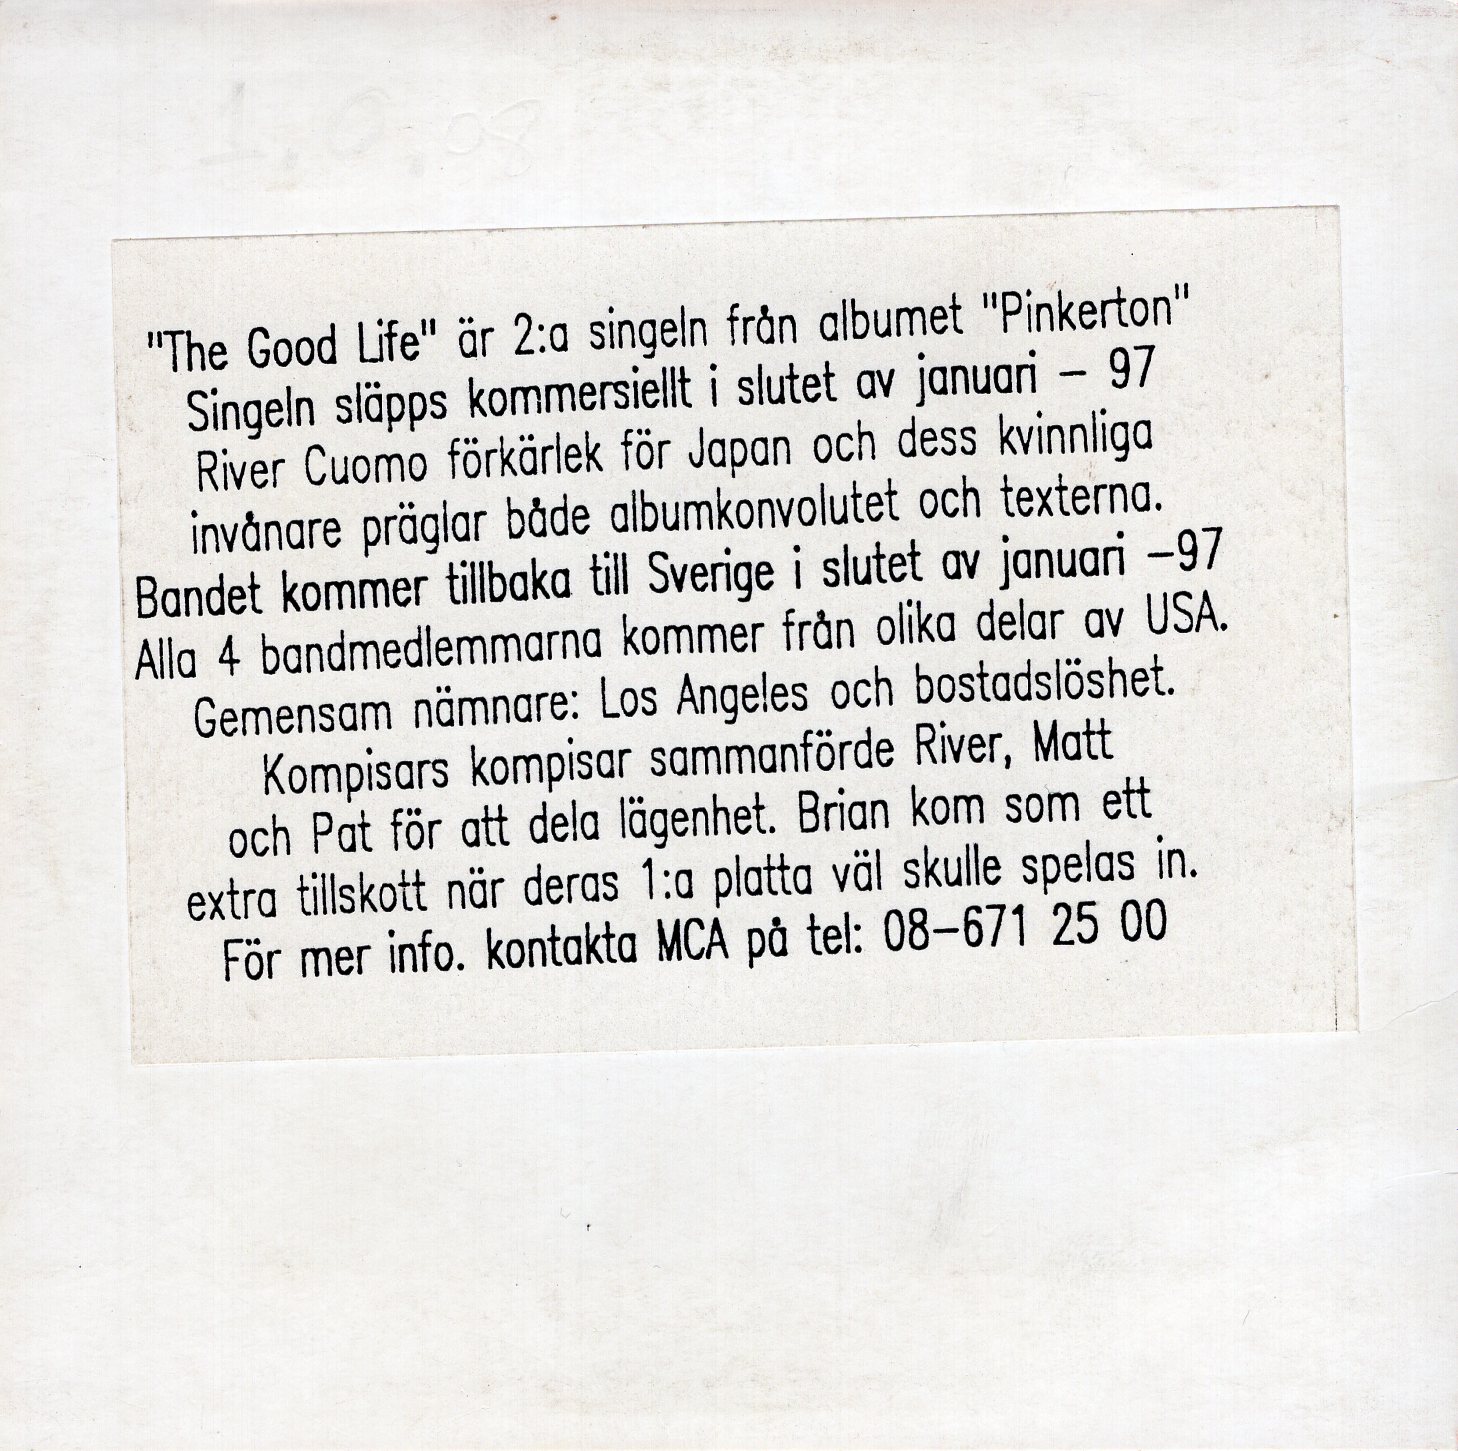 "The Good Life" är 2:a singeln från albumet "Pinkerton"
Singeln släpps kommersiellt i slutet av januari – 97
River Cuomo förkärlek för Japan och dess kvinnliga
invånare präglar både albumkonvolutet och texterna.
Bandet kommer tillbaka till Sverige i slutet av januari –97
Alla 4 bandmedlemmarna kommer från olika delar av USA.
Gemensam nämnare: Los Angeles och bostadslöshet.
Kompisars kompisar sammanförde River, Matt
och Pat för att dela lägenhet. Brian kom som ett
extra tillskott när deras 1:a platta väl skulle spelas in.
För mer info. kontakta MCA på tel: 08–671 25 00